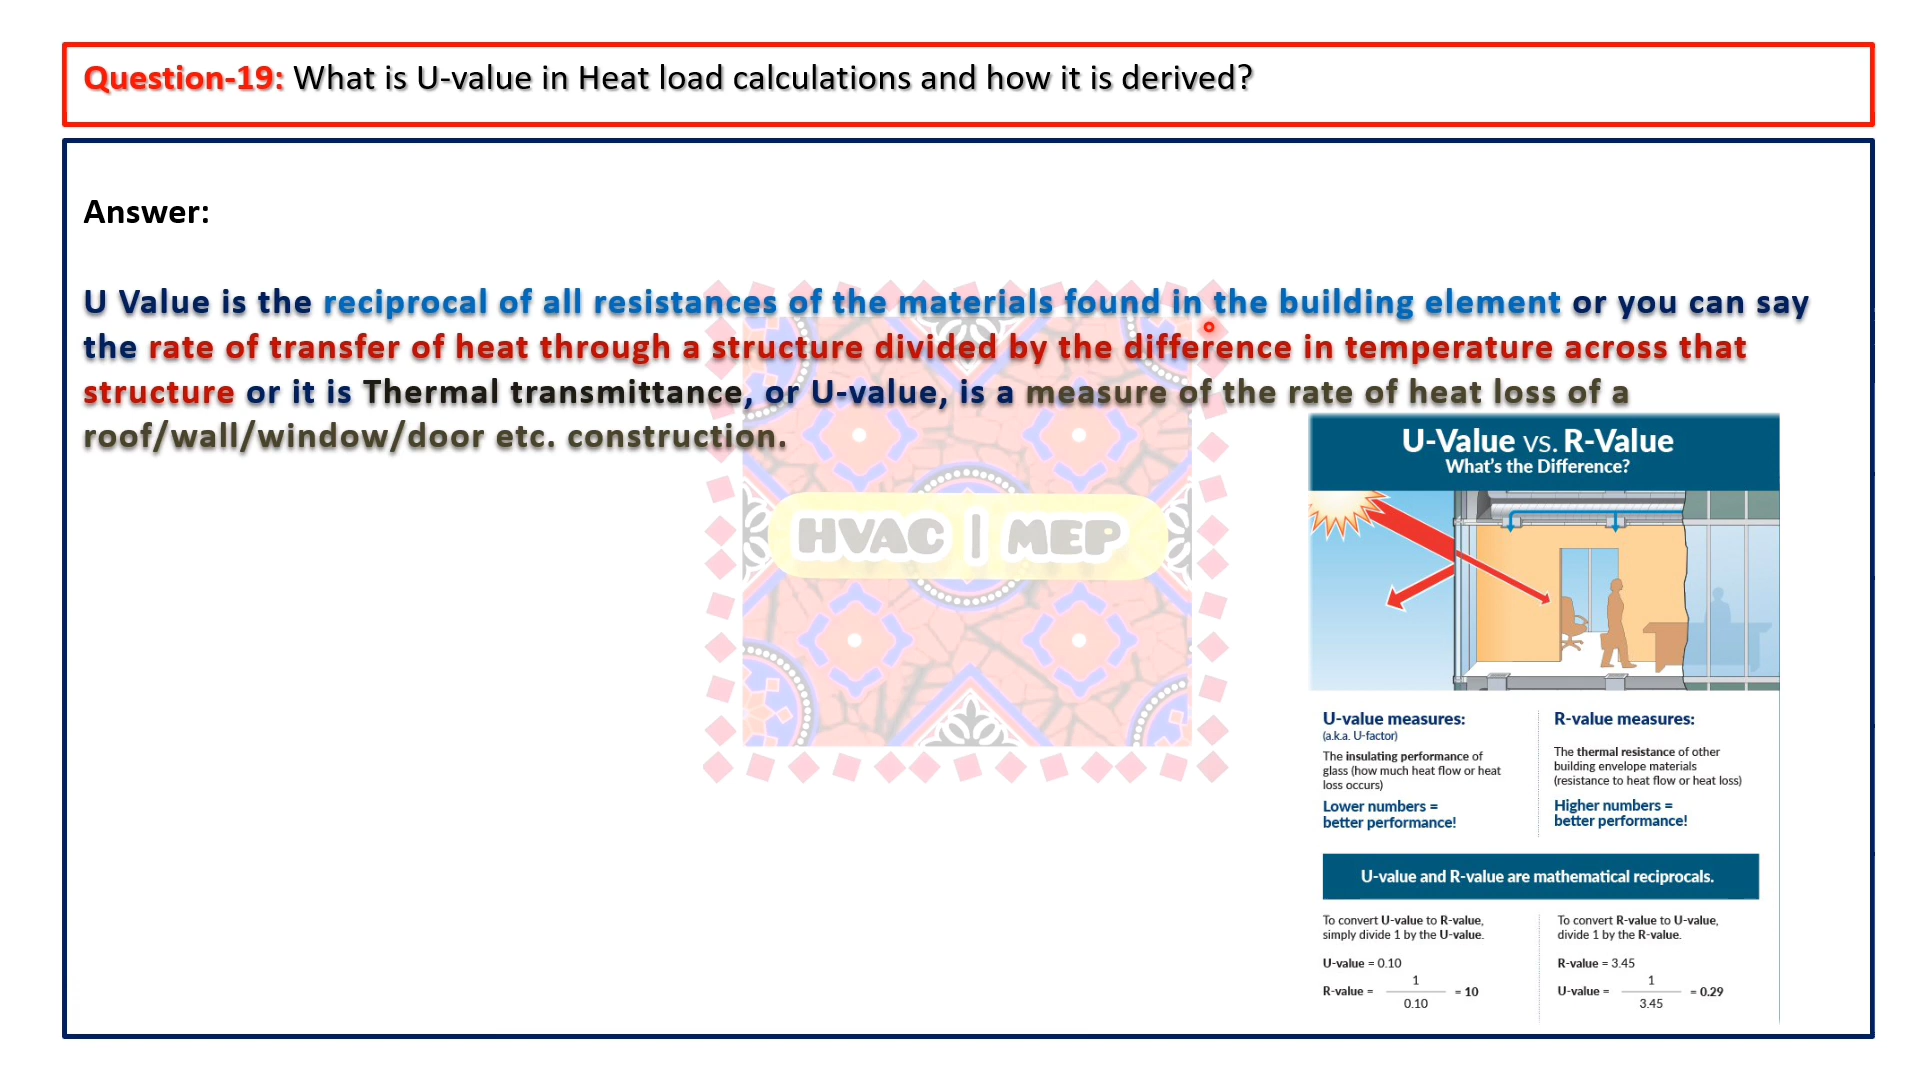 Question-19: What is U-value in Heat load calculations and how it is derived?
Answer:
U Value is the reciprocal of all resistances of the materials found in the building element or you can say
the rate of transfer of heat through a structure divided by the difference in temperature across that
structure or it is Thermal transmittance, or U-value, is a measure of the rate of heat loss of a
roof/wall/window/door etc. construction.
HVAC | MEP
U-Value vs. R-Value
What's the Difference?
U-value measures:
(a.k.a. U-factor)
The insulating performance of
glass (how much heat flow or heat
loss occurs)
Lower numbers =
better performance!
R-value measures:
The thermal resistance of other
building envelope materials
(resistance to heat flow or heat loss)
Higher numbers =
better performance!
U-value and R-value are mathematical reciprocals.
To convert U-value to R-value,
simply divide 1 by the U-value.
U-value = 0.10
1
R-value = = 10
0.10
To convert R-value to U-value,
divide 1 by the R-value.
R-value = 3.45
1
U-value = = 0.29
3.45